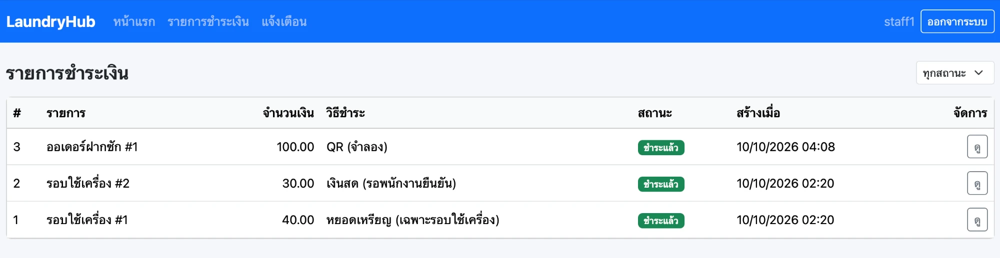 LaundryHub หน้าแรก รายการชำระเงิน แจ้งเตือน staff1 ออกจากระบบ
รายการชำระเงิน ทุกสถานะ
# รายการ จำนวนเงิน วิธีชำระ สถานะ สร้างเมื่อ จัดการ
3 ออเดอร์ฝากซัก #1 100.00 QR (จำลอง) ชำระแล้ว 10/10/2026 04:08 ดู
2 รอบใช้เครื่อง #2 30.00 เงินสด (รอพนักงานยืนยัน) ชำระแล้ว 10/10/2026 02:20 ดู
1 รอบใช้เครื่อง #1 40.00 หยอดเหรียญ (เฉพาะรอบใช้เครื่อง) ชำระแล้ว 10/10/2026 02:20 ดู